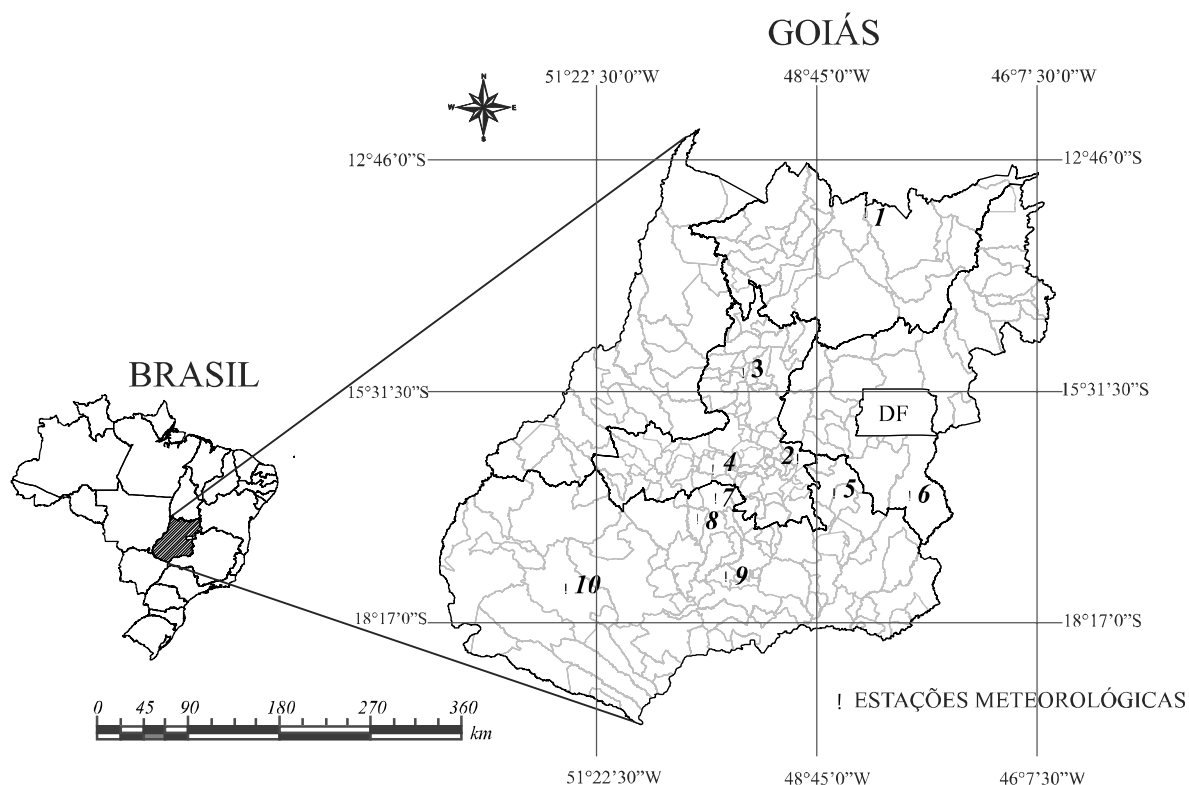 GOIÁS
51°22'30'0"W 48°45'0"W 46°7'30"W
N
W E
S
12°46'0"S 12°46'0"S
1
BRASIL
3
15°31'30"S 15°31'30"S
DF
2
4
5
6
7
8
9
10
18°17'0"S 18°17'0"S
0 45 90 180 270 360
km
! ESTAÇÕES METEOROLÓGICAS
51°22'30"W 48°45'0"W 46°7'30"W